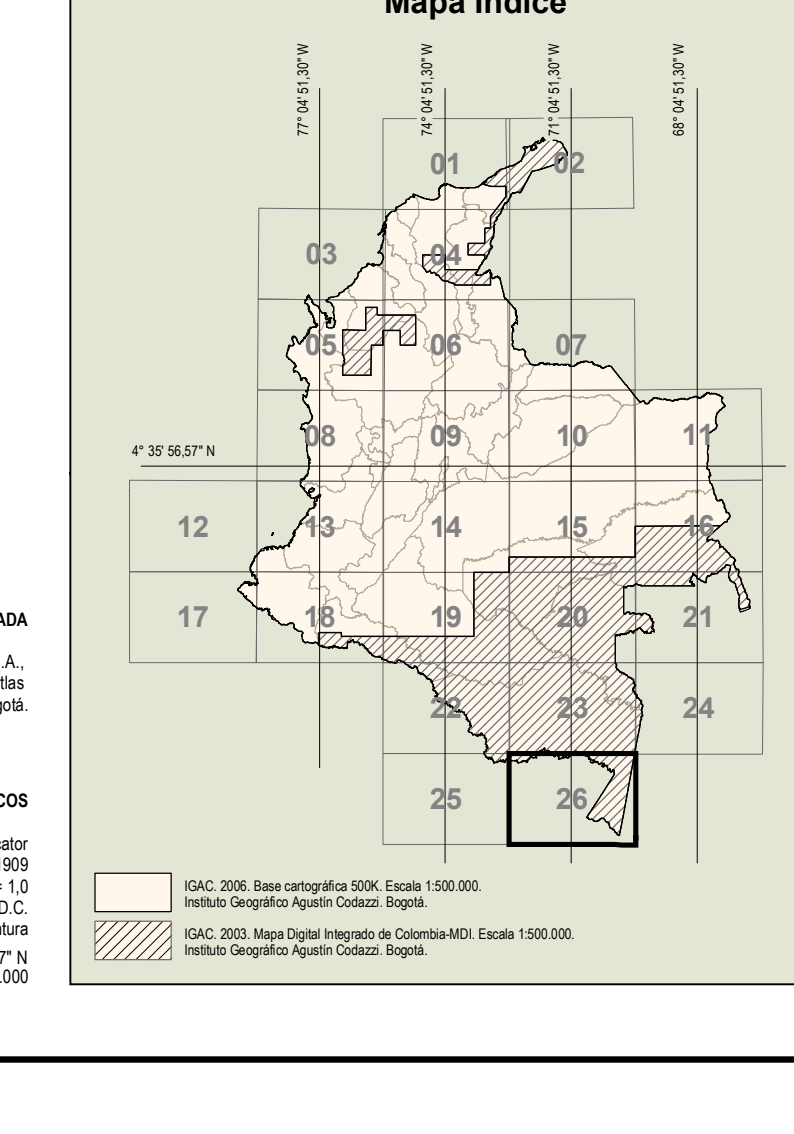 Mapa Índice
77° 04' 51,30" W
74° 04' 51,30" W
71° 04' 51,30" W
68° 04' 51,30" W
01
02
03
04
05
06
07
08
09
10
11
4° 35' 56,57" N
12
13
14
15
16
17
18
19
20
21
22
23
24
25
26
ADA
.A.,
tlas
gotá.
COS
cator
1909
= 1,0
D.C.
ntura
7" N
.000
IGAC. 2006. Base cartográfica 500K. Escala 1:500.000.
Instituto Geográfico Agustín Codazzi. Bogotá.
IGAC. 2003. Mapa Digital Integrado de Colombia-MDI. Escala 1:500.000.
Instituto Geográfico Agustín Codazzi. Bogotá.